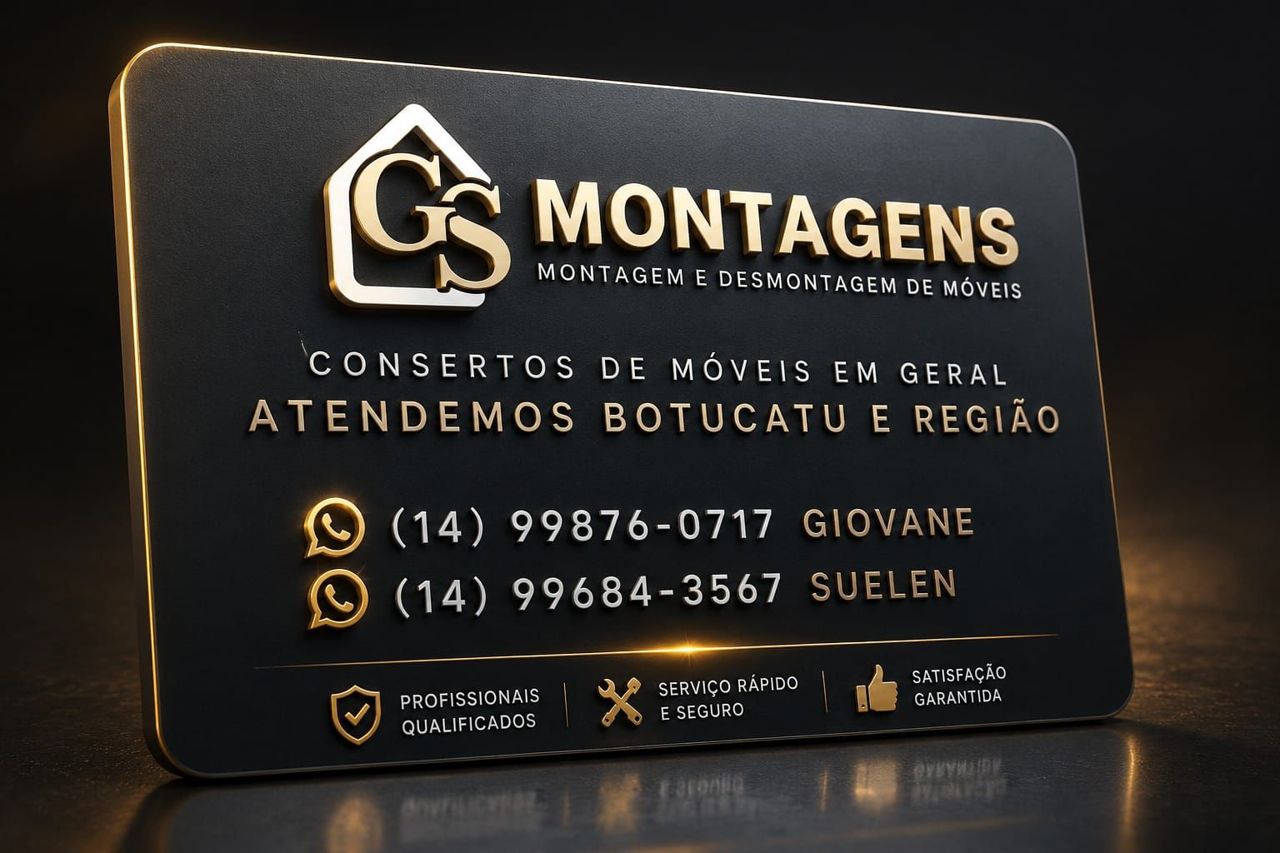 GS MONTAGENS
MONTAGEM E DESMONTAGEM DE MÓVEIS
CONSERTOS DE MÓVEIS EM GERAL
ATENDEMOS BOTUCATU E REGIÃO
(14) 99876-0717 GIOVANE
(14) 99684-3567 SUELEN
PROFISSIONAIS
QUALIFICADOS
SERVIÇO RÁPIDO
E SEGURO
SATISFAÇÃO
GARANTIDA